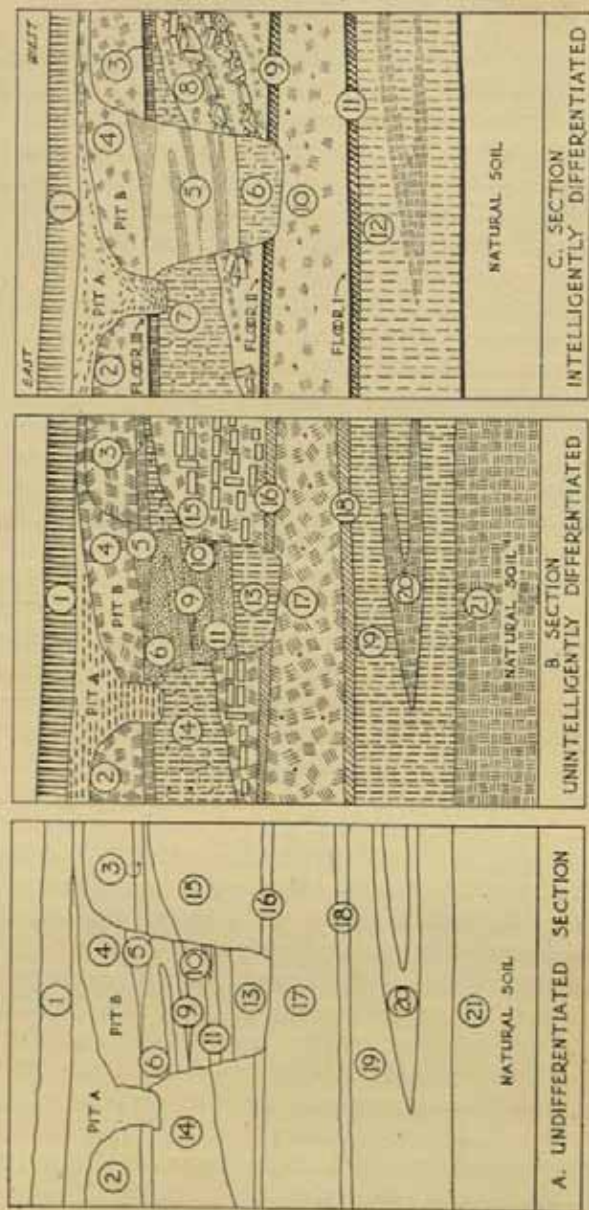 1
PIT A
2
PIT B
4
3
5
6
14
9
10
15
11
13
16
17
18
19
20
21
NATURAL SOIL
A. UNDIFFERENTIATED SECTION
1
PIT A
2
PIT B
4
3
5
6
14
9
10
15
11
13
16
17
18
19
20
21
NATURAL SOIL
B. SECTION
UNINTELLIGENTLY DIFFERENTIATED
EAST
WEST
1
PIT A
2
PIT B
4
3
FLOOR III
7
5
8
6
FLOOR II
9
10
FLOOR I
11
12
NATURAL SOIL
C. SECTION
INTELLIGENTLY DIFFERENTIATED